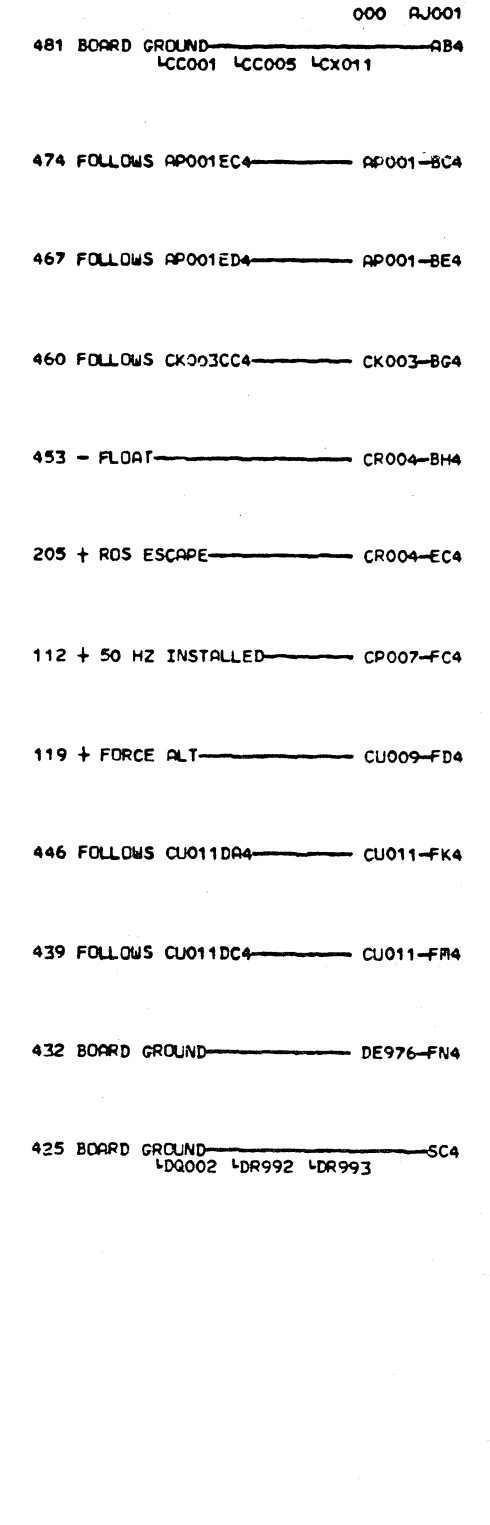 000 AJ001
481 BOARD GROUND AB4
CC001 CC005 CX011
474 FOLLOWS AP001EC4 AP001-BC4
467 FOLLOWS AP001ED4 AP001-BE4
460 FOLLOWS CK003CC4 CK003-BG4
453 - FLOAT CR004-BH4
205 + ROS ESCAPE CR004-EC4
112 + 50 HZ INSTALLED CP007-FC4
119 + FORCE ALT CU009-FD4
446 FOLLOWS CU011DA4 CU011-FK4
439 FOLLOWS CU011DC4 CU011-FM4
432 BOARD GROUND DE976-FN4
425 BOARD GROUND SC4
DQ002 DR992 DR993